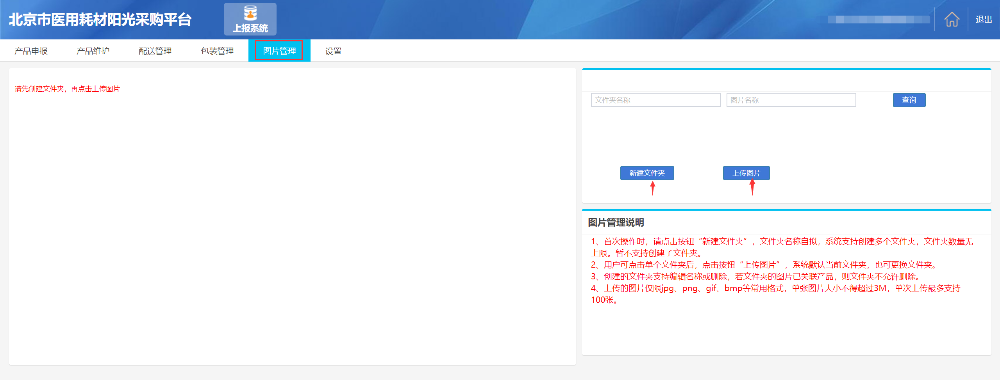 北京市医用耗材阳光采购平台
上报系统
退出
产品申报
产品维护
配送管理
包装管理
图片管理
设置
请先创建文件夹，再点击上传图片
文件夹名称
图片名称
查询
新建文件夹
上传图片
图片管理说明
1、首次操作时，请点击按钮“新建文件夹”，文件夹名称自拟，系统支持创建多个文件夹，文件夹数量无
上限。暂不支持创建子文件夹。
2、用户可点击单个文件夹后，点击按钮“上传图片”，系统默认当前文件夹，也可更换文件夹。
3、创建的文件夹支持编辑名称或删除，若文件夹的图片已关联产品，则文件夹不允许删除。
4、上传的图片仅限jpg、png、gif、bmp等常用格式，单张图片大小不得超过3M，单次上传最多支持
100张。